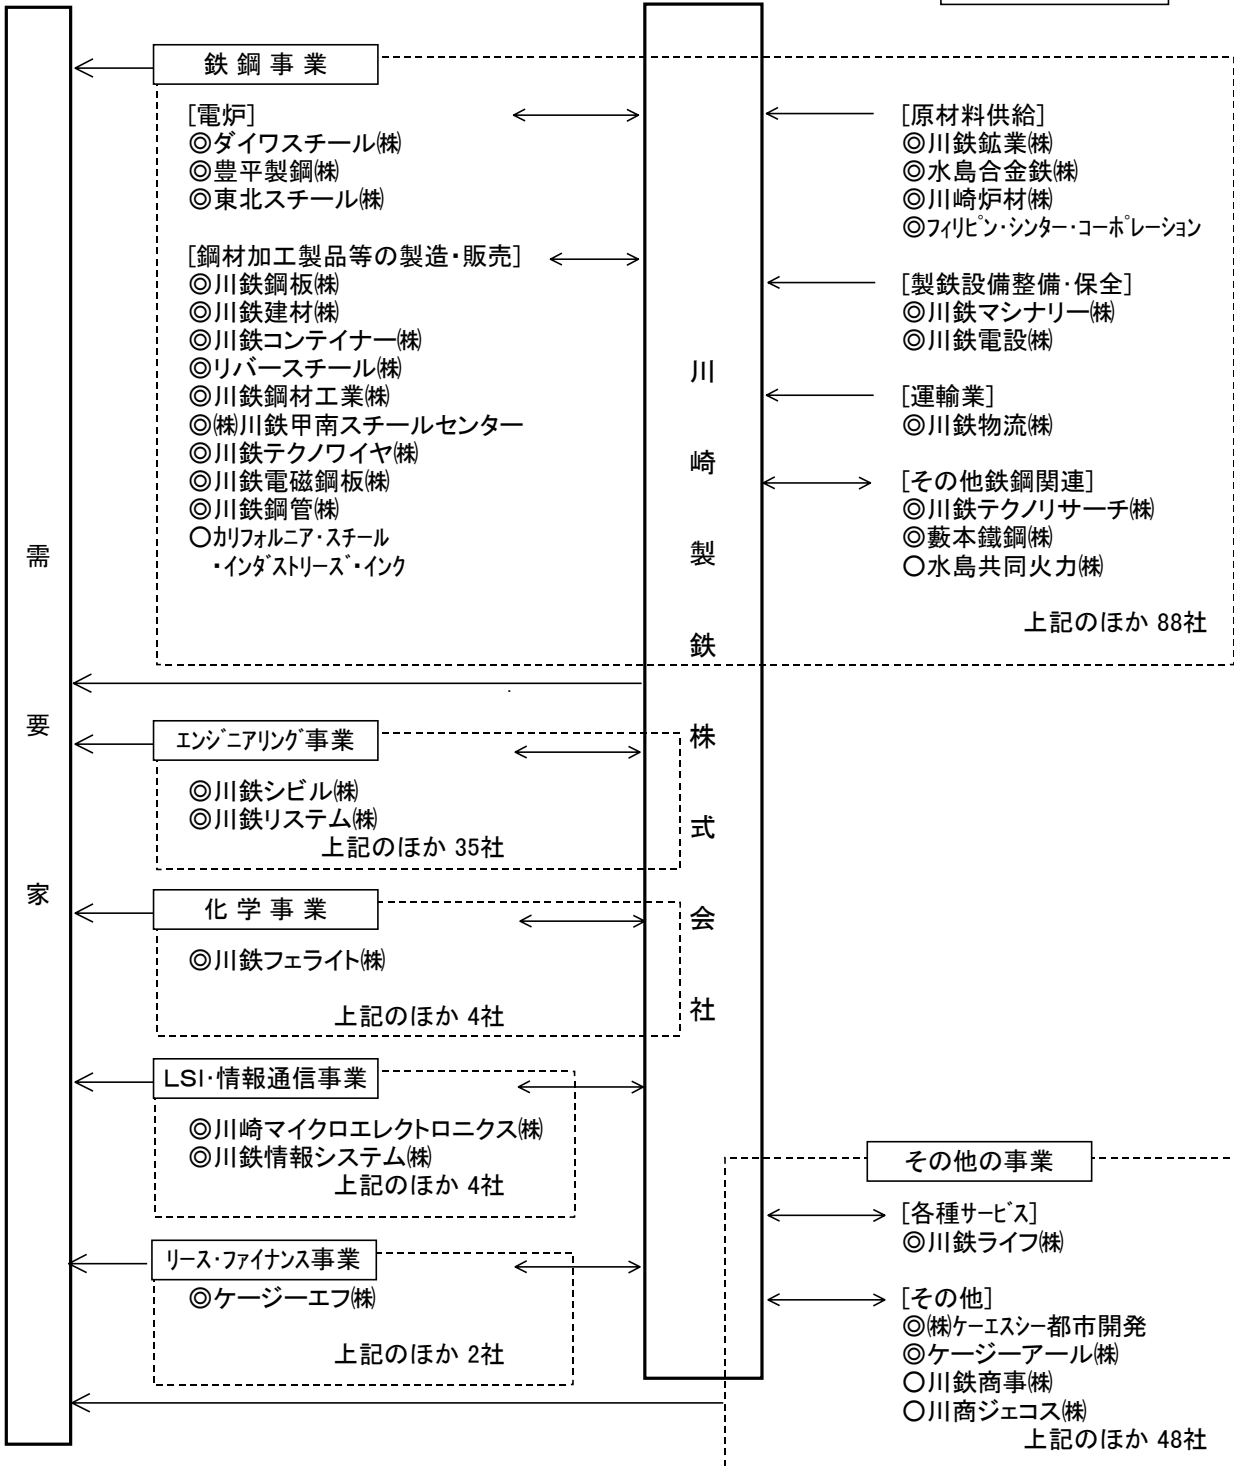 鉄鋼事業
[電炉]
◎ダイワスチール㈱
◎豊平製鋼㈱
◎東北スチール㈱
[鋼材加工製品等の製造・販売]
◎川鉄鋼板㈱
◎川鉄建材㈱
◎川鉄コンテイナー㈱
◎リバースチール㈱
◎川鉄鋼材工業㈱
◎㈱川鉄甲南スチールセンター
◎川鉄テクノワイヤ㈱
◎川鉄電磁鋼板㈱
◎川鉄鋼管㈱
○ｶﾘﾌｫﾙﾆｱ・ｽﾁｰﾙ
・ｲﾝﾀﾞｽﾄﾘｰｽﾞ・ｲﾝｸ
[原材料供給]
◎川鉄鉱業㈱
◎水島合金鉄㈱
◎川崎炉材㈱
◎ﾌｨﾘﾋﾟﾝ・ｼﾝﾀｰ・ｺｰﾎﾟﾚｰｼｮﾝ
[製鉄設備整備・保全]
◎川鉄マシナリー㈱
◎川鉄電設㈱
[運輸業]
◎川鉄物流㈱
[その他鉄鋼関連]
◎川鉄テクノリサーチ㈱
◎藪本鐵鋼㈱
○水島共同火力㈱
上記のほか 88社
需要家
川崎製鉄株式会社
ｴﾝｼﾞﾆｱﾘﾝｸﾞ事業
◎川鉄シビル㈱
◎川鉄リステム㈱
上記のほか 35社
化学事業
◎川鉄フェライト㈱
上記のほか 4社
ＬＳＩ・情報通信事業
◎川崎マイクロエレクトロニクス㈱
◎川鉄情報システム㈱
上記のほか 4社
ﾘｰｽ・ﾌｧｲﾅﾝｽ事業
◎ケージーエフ㈱
上記のほか 2社
その他の事業
[各種ｻｰﾋﾞｽ]
◎川鉄ライフ㈱
[その他]
◎㈱ｹｰｴｽｼｰ都市開発
◎ケージーアール㈱
○川鉄商事㈱
○川商ジェコス㈱
上記のほか 48社